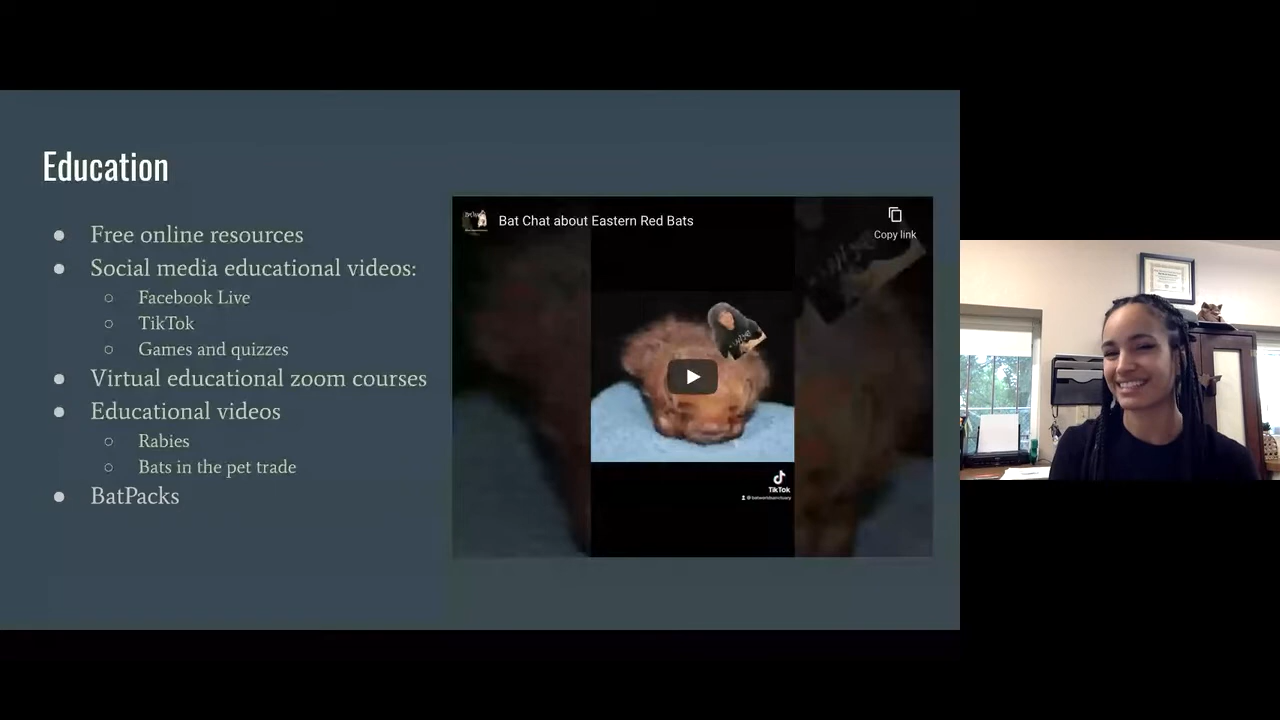 Education
● Free online resources
● Social media educational videos:
○ Facebook Live
○ TikTok
○ Games and quizzes
● Virtual educational zoom courses
● Educational videos
○ Rabies
○ Bats in the pet trade
● BatPacks
Bat Chat about Eastern Red Bats
Copy link
TikTok